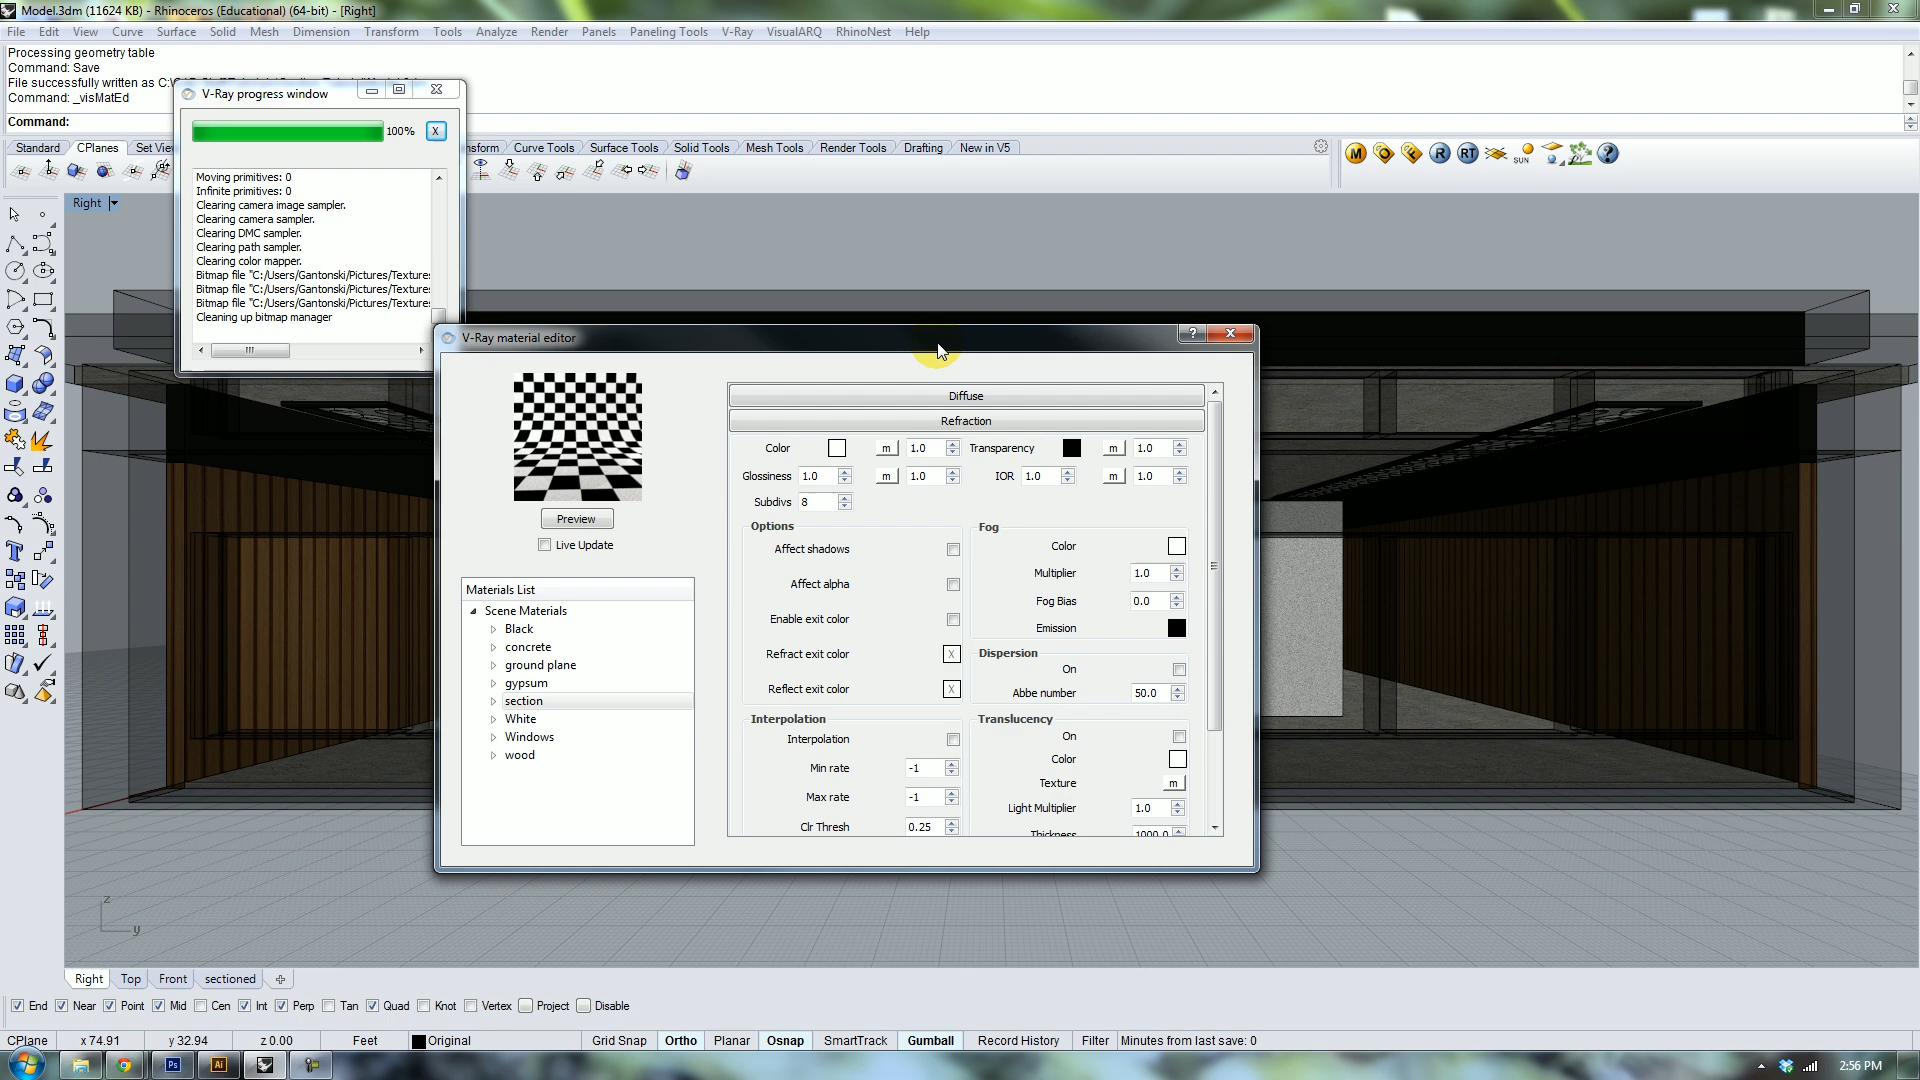 Model.3dm (11624 KB) - Rhinoceros (Educational) (64-bit) - [Right]
File Edit View Curve Surface Solid Mesh Dimension Transform Tools Analyze Render Panels Paneling Tools V-Ray VisualARQ RhinoNest Help
Processing geometry table
Command: Save
File successfully written as
Command: _visMatEd
Command:
V-Ray progress window
100% X
Moving primitives: 0
Infinite primitives: 0
Clearing camera image sampler.
Clearing camera sampler.
Clearing DMC sampler.
Clearing path sampler.
Clearing color mapper.
Bitmap file "C:/Users/Gantonski/Pictures/Textures
Bitmap file "C:/Users/Gantonski/Pictures/Textures
Bitmap file "C:/Users/Gantonski/Pictures/Textures
Cleaning up bitmap manager
Standard CPlanes Set View nsform Curve Tools Surface Tools Solid Tools Mesh Tools Render Tools Drafting New in V5
M O F R RT SUN ?
Right
V-Ray material editor
Preview
Live Update
Materials List
Scene Materials
Black
concrete
ground plane
gypsum
section
White
Windows
wood
Diffuse
Refraction
Color m 1.0 Transparency m 1.0
Glossiness 1.0 m 1.0 IOR 1.0 m 1.0
Subdivs 8
Options
Affect shadows
Affect alpha
Enable exit color
Refract exit color X
Reflect exit color X
Interpolation
Interpolation
Min rate -1
Max rate -1
Clr Thresh 0.25
Fog
Color
Multiplier 1.0
Fog Bias 0.0
Emission
Dispersion
On
Abbe number 50.0
Translucency
On
Color
Texture m
Light Multiplier 1.0
Thickness 1000.0
z
y
Right Top Front sectioned
End Near Point Mid Cen Int Perp Tan Quad Knot Vertex Project Disable
CPlane x 74.91 y 32.94 z 0.00 Feet Original Grid Snap Ortho Planar Osnap SmartTrack Gumball Record History Filter Minutes from last save: 0
Ps Ai 2:56 PM